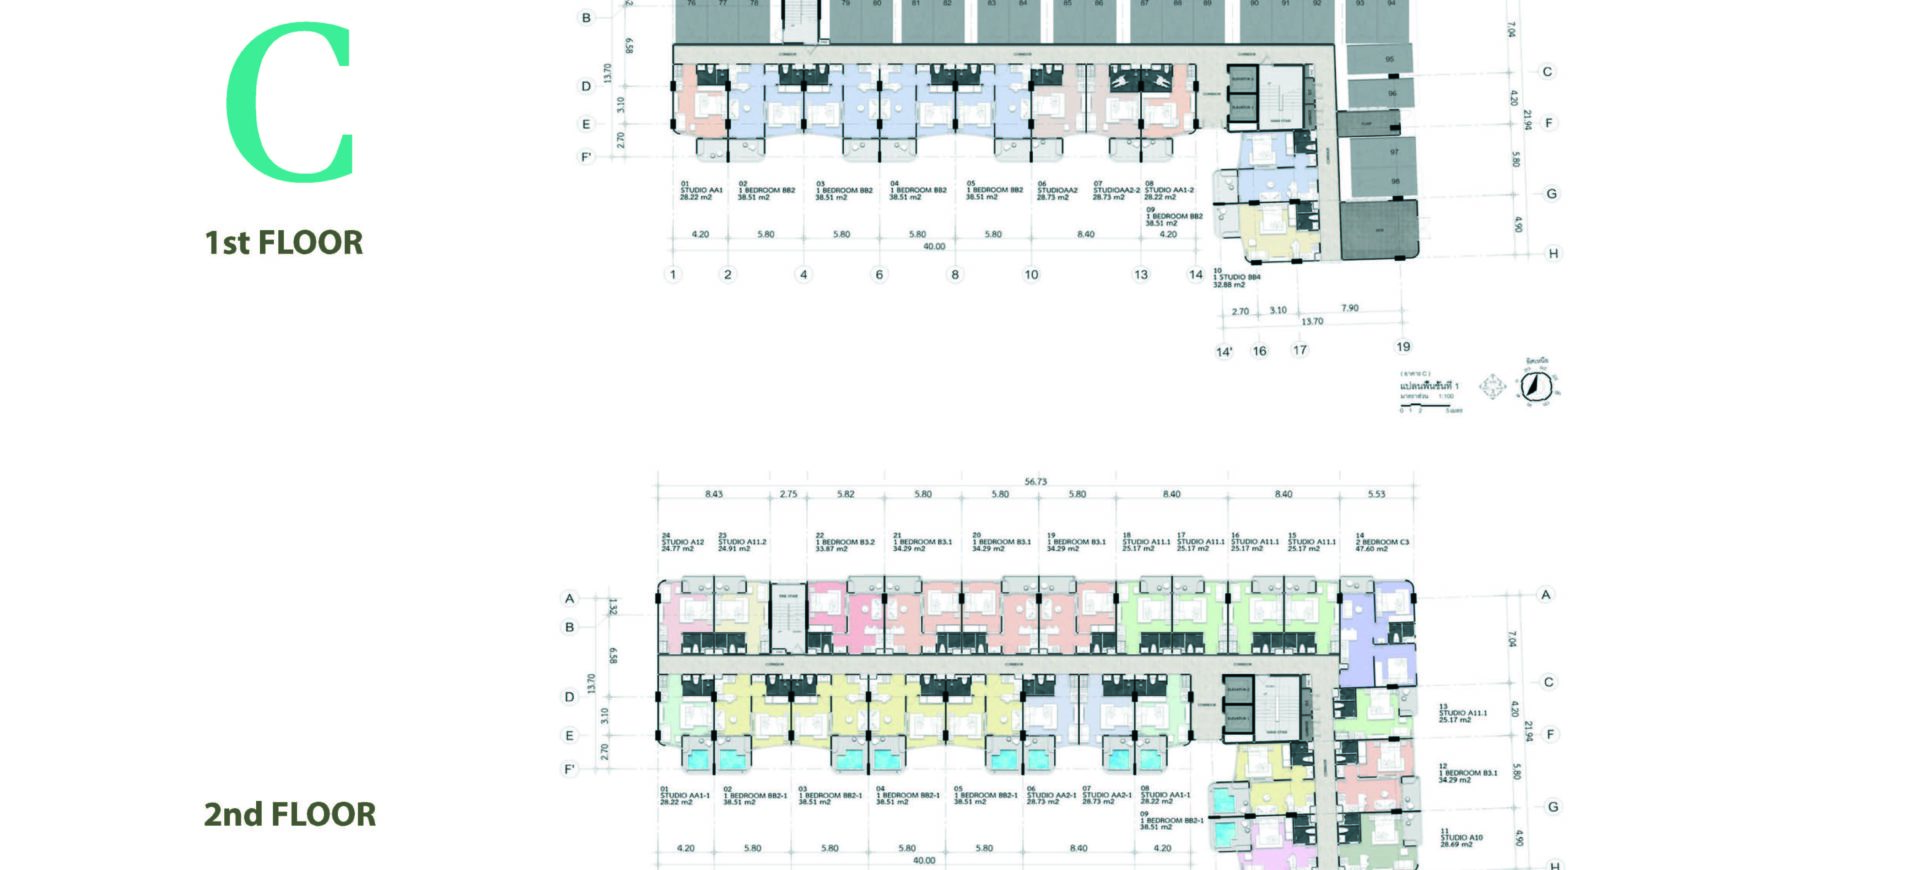 C
1st FLOOR
76 77 78 79 80 81 82 83 84 85 86 87 88 89 90 91 92 93 94
B
6.58
13.70
7.04
CORRIDOR CORRIDOR CORRIDOR
95
C
D
96
3.10
4.20
21.94
E
F
2.70
97
5.80
F'
98
G
01
STUDIO AA1
28.22 m2
02
1 BEDROOM BB2
38.51 m2
03
1 BEDROOM BB2
38.51 m2
04
1 BEDROOM BB2
38.51 m2
05
1 BEDROOM BB2
38.51 m2
06
STUDIOAA2
28.73 m2
07
STUDIOAA2-2
28.73 m2
08
STUDIO AA1-2
28.22 m2
09
1 BEDROOM BB2
38.51 m2
4.90
H
4.20 5.80 5.80 5.80 5.80 8.40 4.20
40.00
1 2 4 6 8 10 13 14
10
1 STUDIO BB4
32.88 m2
2.70 3.10 7.90
13.70
14' 16 17 19
( อาคาร C )
แปลนพื้นชั้นที่ 1
มาตราส่วน 1:100
0 1 2 5 เมตร
2nd FLOOR
56.73
8.43 2.75 5.82 5.80 5.80 5.80 8.40 8.40 5.53
24
STUDIO A12
24.77 m2
23
STUDIO A11.2
24.91 m2
22
1 BEDROOM B3.2
33.87 m2
21
1 BEDROOM B3.1
34.29 m2
20
1 BEDROOM B3.1
34.29 m2
19
1 BEDROOM B3.1
34.29 m2
18
STUDIO A11.1
25.17 m2
17
STUDIO A11.1
25.17 m2
16
STUDIO A11.1
25.17 m2
15
STUDIO A11.1
25.17 m2
14
2 BEDROOM C3
47.60 m2
A
1.32
A
B
FIRE STAIR
6.58
13.70
7.04
CORRIDOR CORRIDOR CORRIDOR
C
D
3.10
4.20
21.94
13
STUDIO A11.1
25.17 m2
E
F
2.70
5.80
F'
12
1 BEDROOM B3.1
34.29 m2
G
01
STUDIO AA1-1
28.22 m2
02
1 BEDROOM BB2-1
38.51 m2
03
1 BEDROOM BB2-1
38.51 m2
04
1 BEDROOM BB2-1
38.51 m2
05
1 BEDROOM BB2-1
38.51 m2
06
STUDIO AA2-1
28.73 m2
07
STUDIO AA2-1
28.73 m2
08
STUDIO AA1-1
28.22 m2
09
1 BEDROOM BB2-1
38.51 m2
11
STUDIO A10
28.69 m2
4.90
4.20 5.80 5.80 5.80 5.80 8.40 4.20
40.00
H